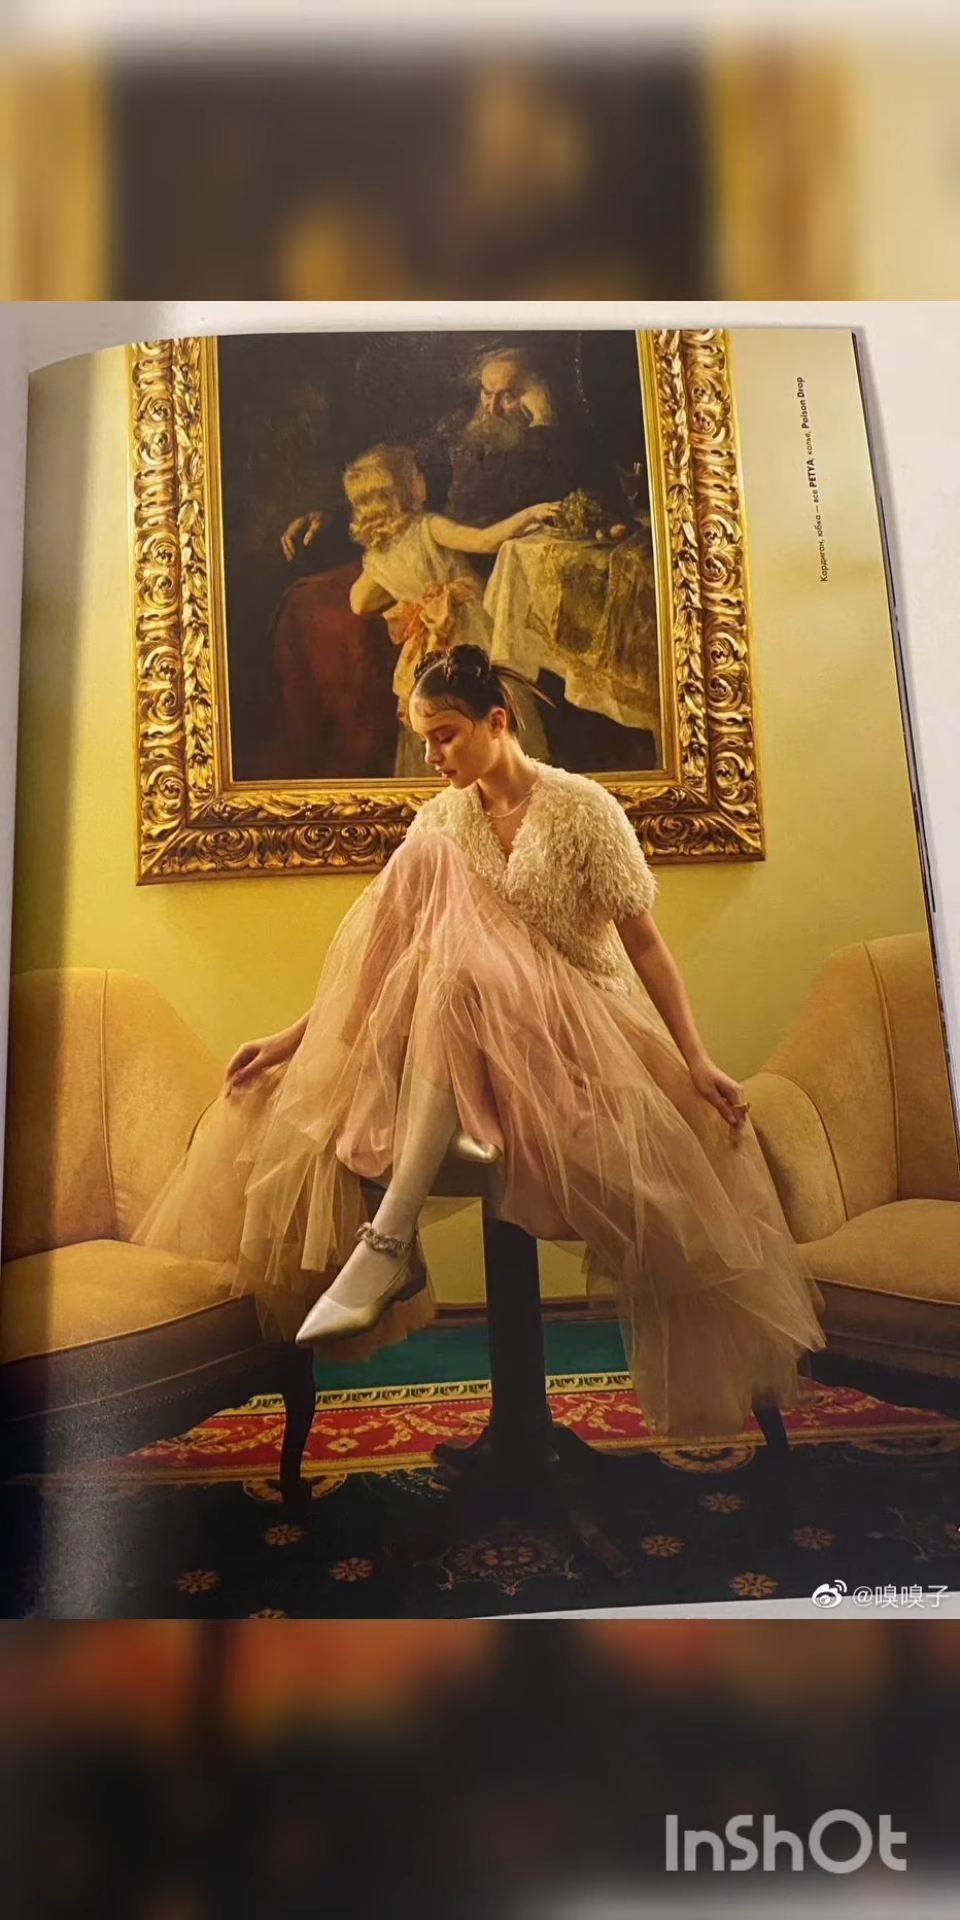 Кардиган, юбка — все PETYA, колье, Poison Drop
@嗅嗅子
InShOt